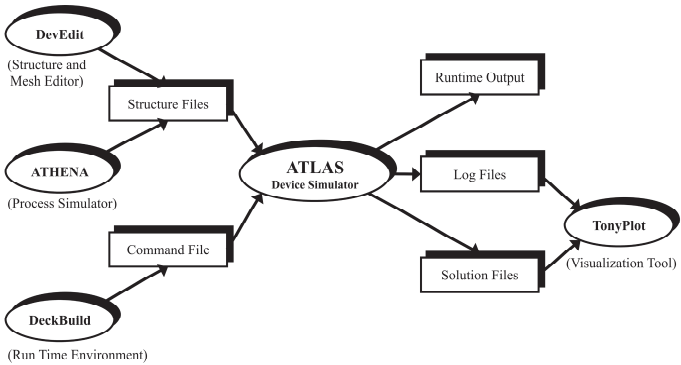 DevEdit
(Structure and
Mesh Editor)
Structure Files
ATHENA
(Process Simulator)
Command File
DeckBuild
(Run Time Environment)
ATLAS
Device Simulator
Runtime Output
Log Files
Solution Files
TonyPlot
(Visualization Tool)